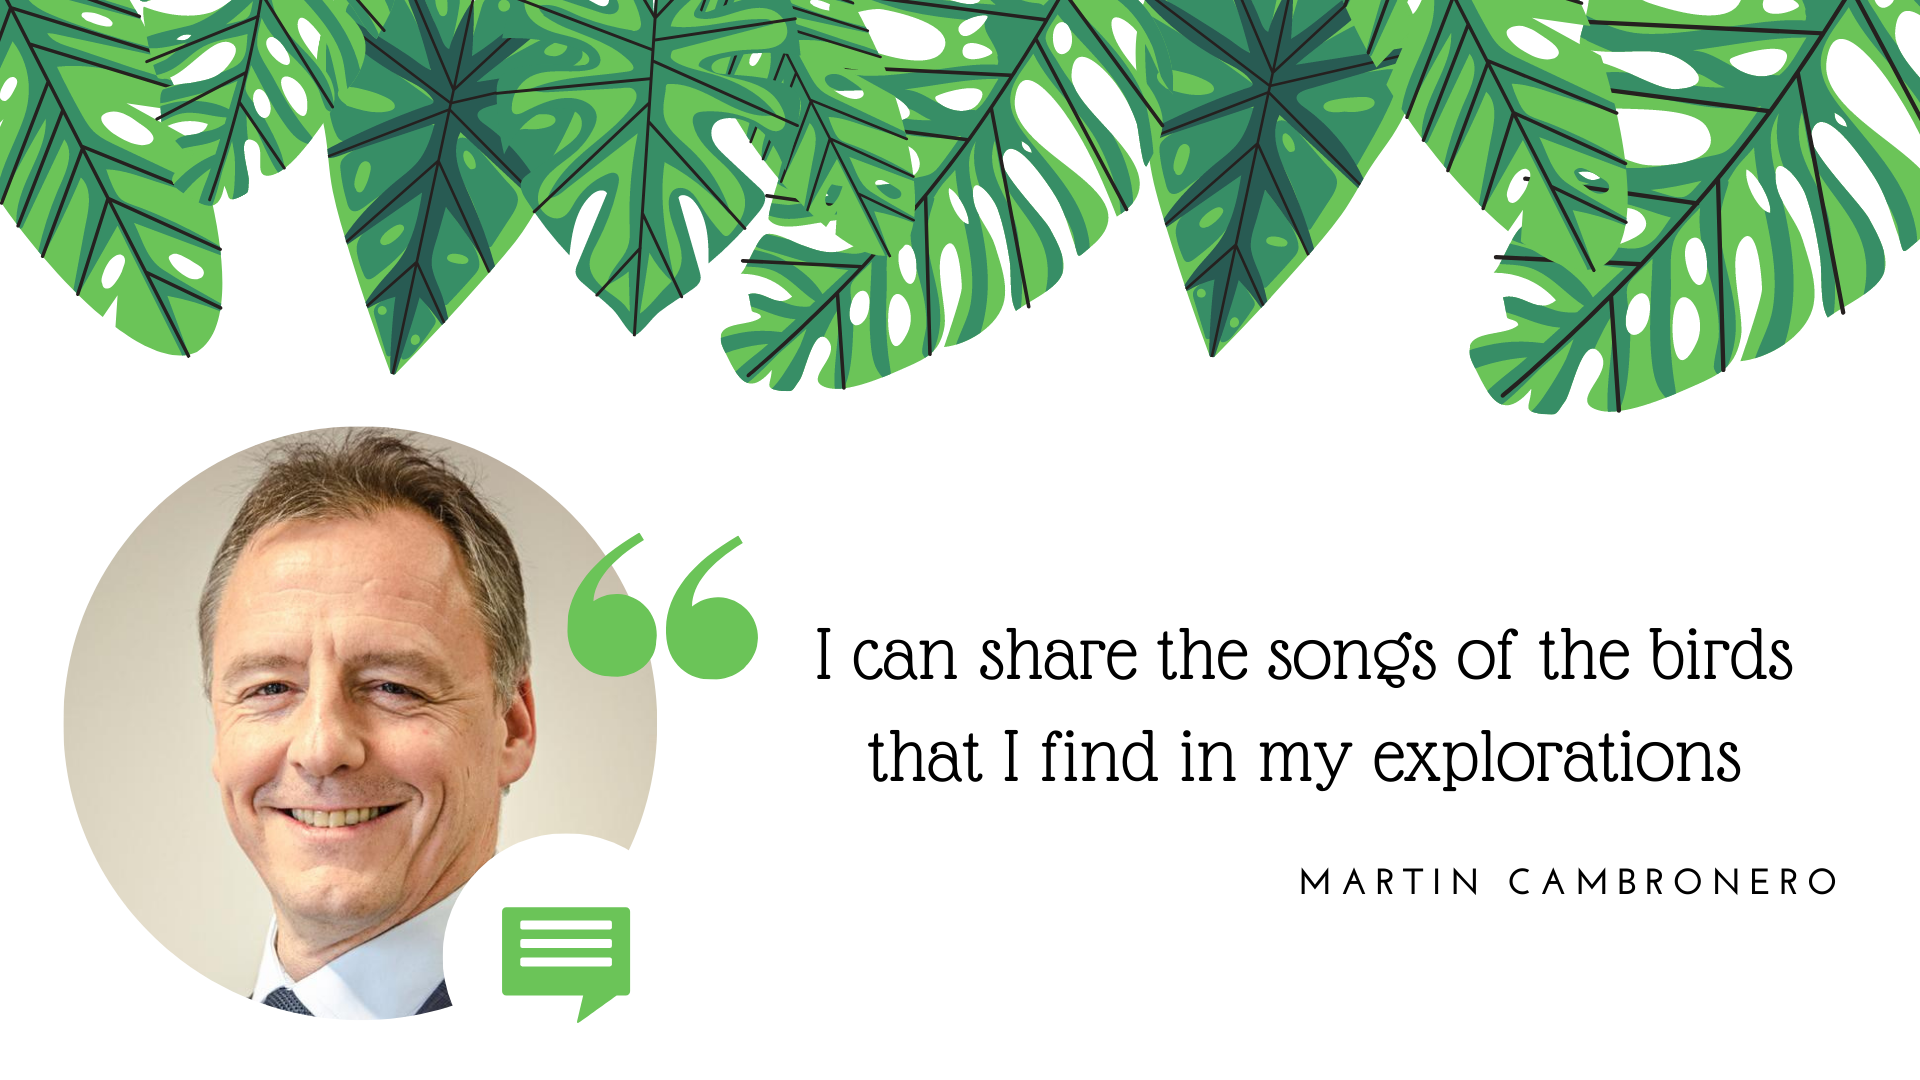 I can share the songs of the birds
that I find in my explorations
MARTIN CAMBRONERO